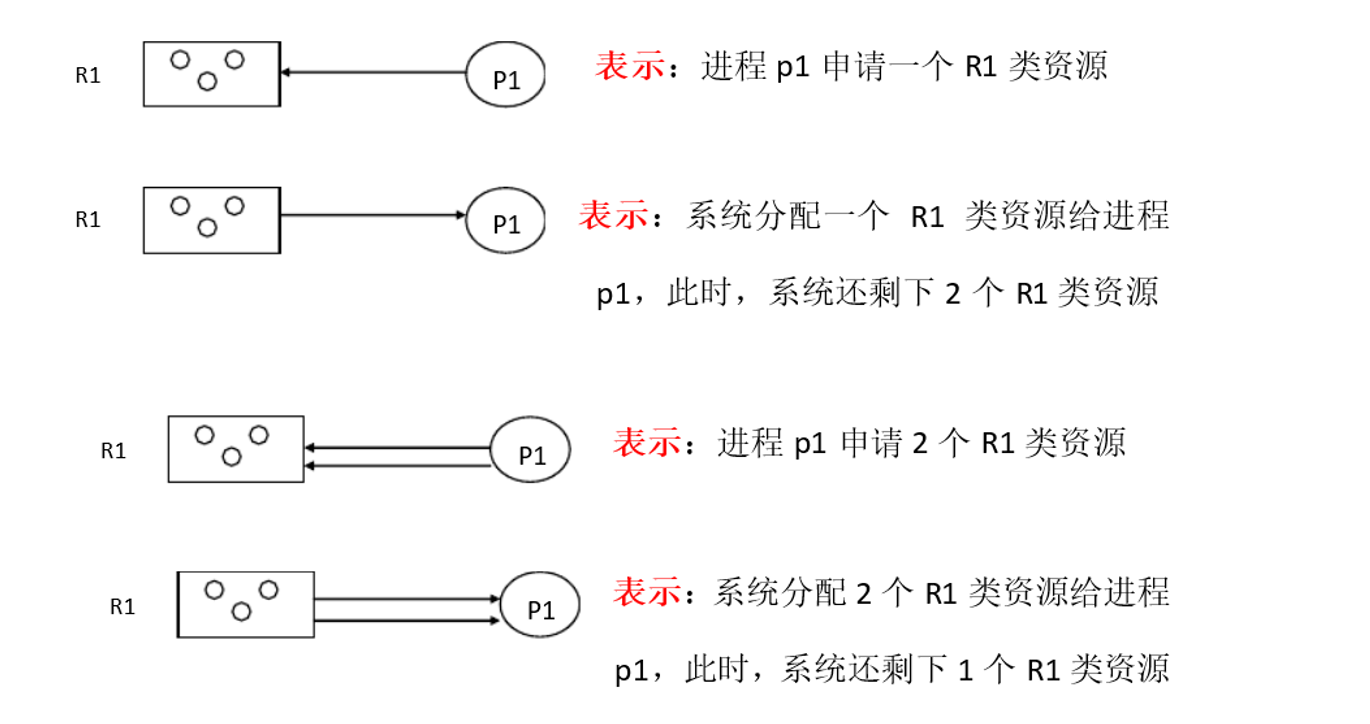 R1 P1 表示：进程 p1 申请一个 R1 类资源
R1 P1 表示：系统分配一个 R1 类资源给进程
p1，此时，系统还剩下 2 个 R1 类资源
R1 P1 表示：进程 p1 申请 2 个 R1 类资源
R1 P1 表示：系统分配 2 个 R1 类资源给进程
p1，此时，系统还剩下 1 个 R1 类资源